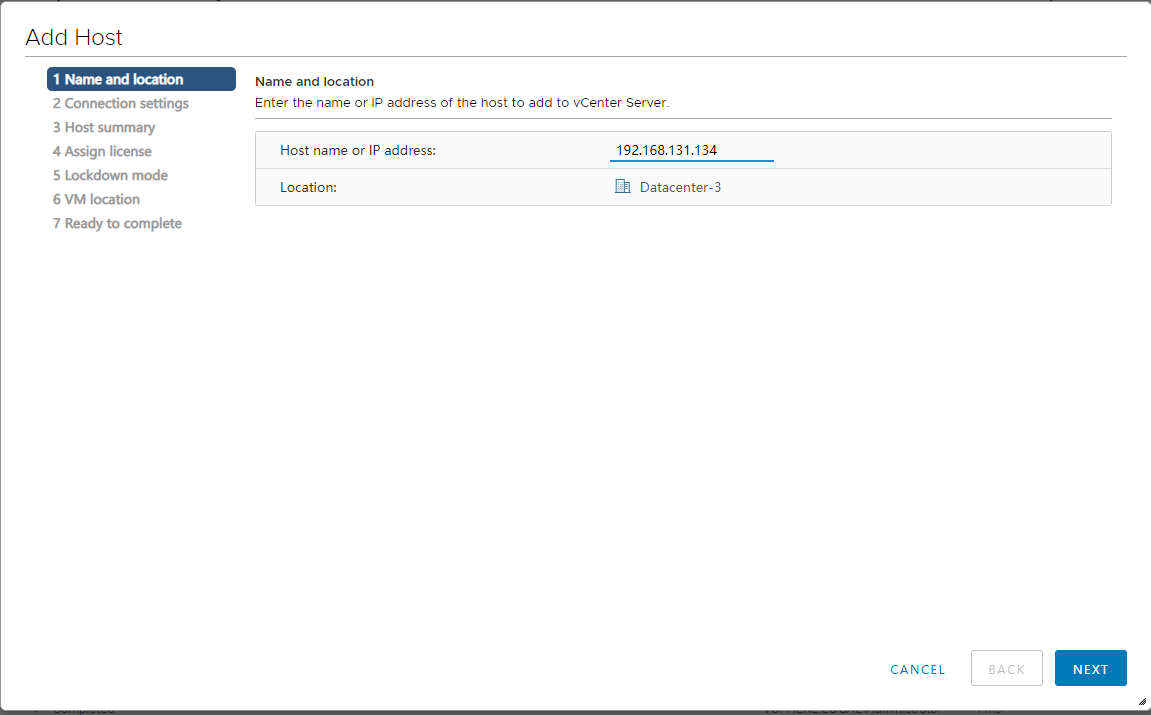 Add Host
1 Name and location
2 Connection settings
3 Host summary
4 Assign license
5 Lockdown mode
6 VM location
7 Ready to complete
Name and location
Enter the name or IP address of the host to add to vCenter Server.
Host name or IP address: 192.168.131.134
Location: Datacenter-3
CANCEL BACK NEXT